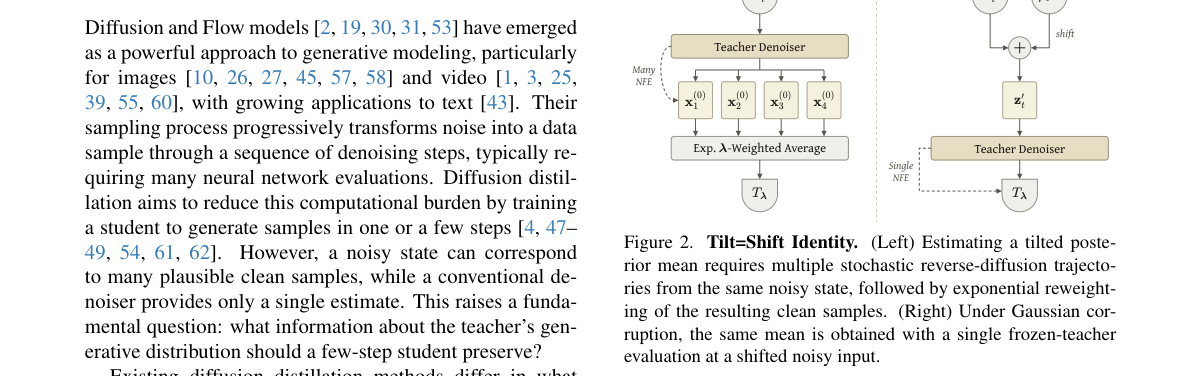 Diffusion and Flow models [2, 19, 30, 31, 53] have emerged
as a powerful approach to generative modeling, particularly
for images [10, 26, 27, 45, 57, 58] and video [1, 3, 25,
39, 55, 60], with growing applications to text [43]. Their
sampling process progressively transforms noise into a data
sample through a sequence of denoising steps, typically re-
quiring many neural network evaluations. Diffusion distil-
lation aims to reduce this computational burden by training
a student to generate samples in one or a few steps [4, 47–
49, 54, 61, 62]. However, a noisy state can correspond
to many plausible clean samples, while a conventional de-
noiser provides only a single estimate. This raises a funda-
mental question: what information about the teacher's gen-
erative distribution should a few-step student preserve?
Existing diffusion distillation methods differ in what
Teacher Denoiser
Many
NFE
x₁⁽⁰⁾ x₂⁽⁰⁾ x₃⁽⁰⁾ x₄⁽⁰⁾
Exp. λ-Weighted Average
T_λ
shift
+
z′_t
Teacher Denoiser
Single
NFE
T_λ
Figure 2. Tilt=Shift Identity. (Left) Estimating a tilted poste-
rior mean requires multiple stochastic reverse-diffusion trajecto-
ries from the same noisy state, followed by exponential reweight-
ing of the resulting clean samples. (Right) Under Gaussian cor-
ruption, the same mean is obtained with a single frozen-teacher
evaluation at a shifted noisy input.